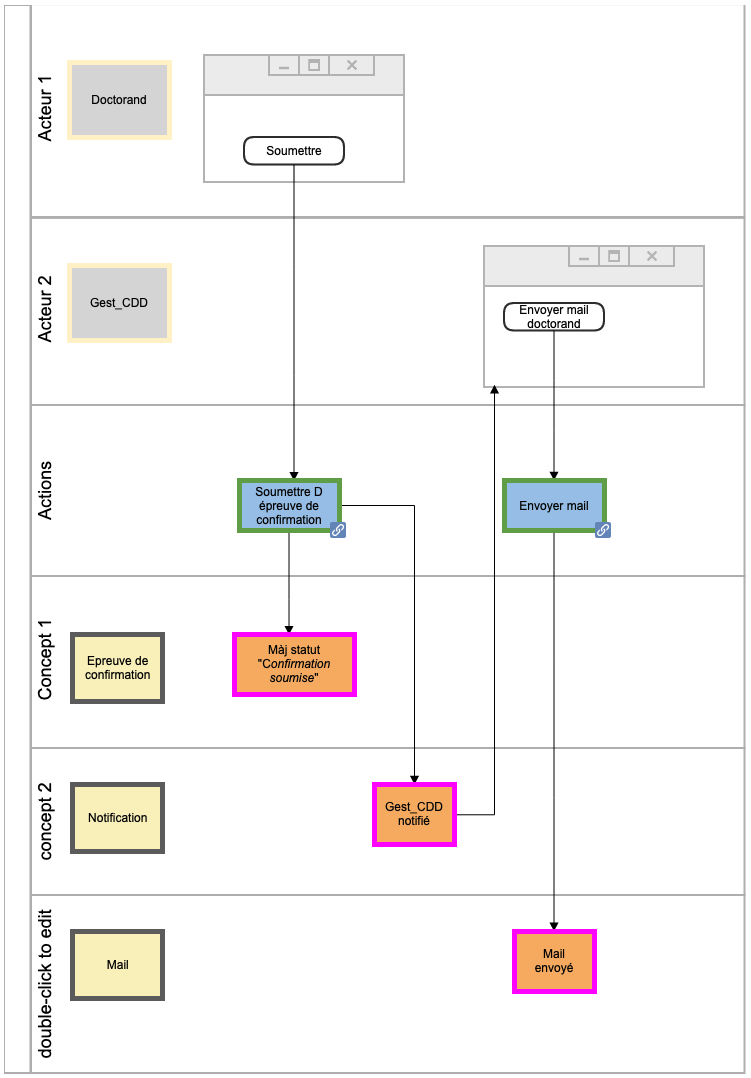 Acteur 1
Doctorand
Soumettre
Acteur 2
Gest_CDD
Envoyer mail
doctorand
Actions
Soumettre D
épreuve de
confirmation
Envoyer mail
Concept 1
Epreuve de
confirmation
Màj statut
"Confirmation
soumise"
concept 2
Notification
Gest_CDD
notifié
double-click to edit
Mail
Mail
envoyé